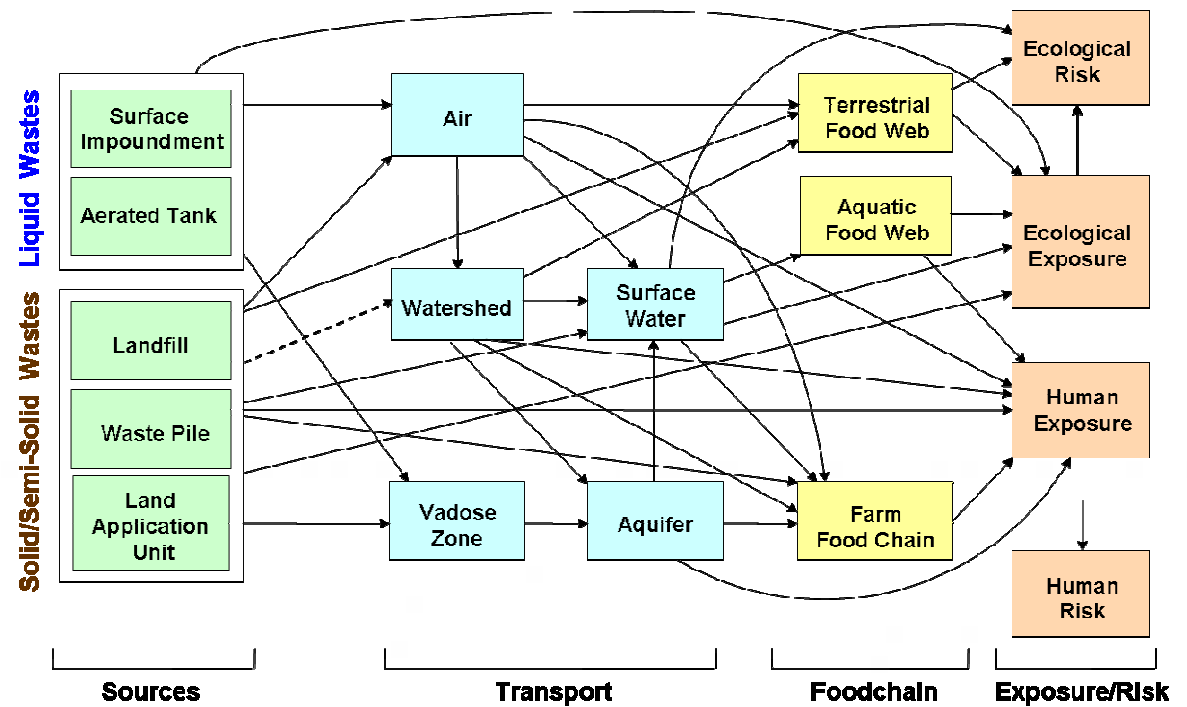 Liquid Wastes
Surface
Impoundment
Aerated Tank
Solid/Semi-Solid Wastes
Landfill
Waste Pile
Land
Application
Unit
Air
Watershed
Surface
Water
Vadose
Zone
Aquifer
Terrestrial
Food Web
Aquatic
Food Web
Farm
Food Chain
Ecological
Risk
Ecological
Exposure
Human
Exposure
Human
Risk
Sources
Transport
Foodchain
Exposure/RIsk